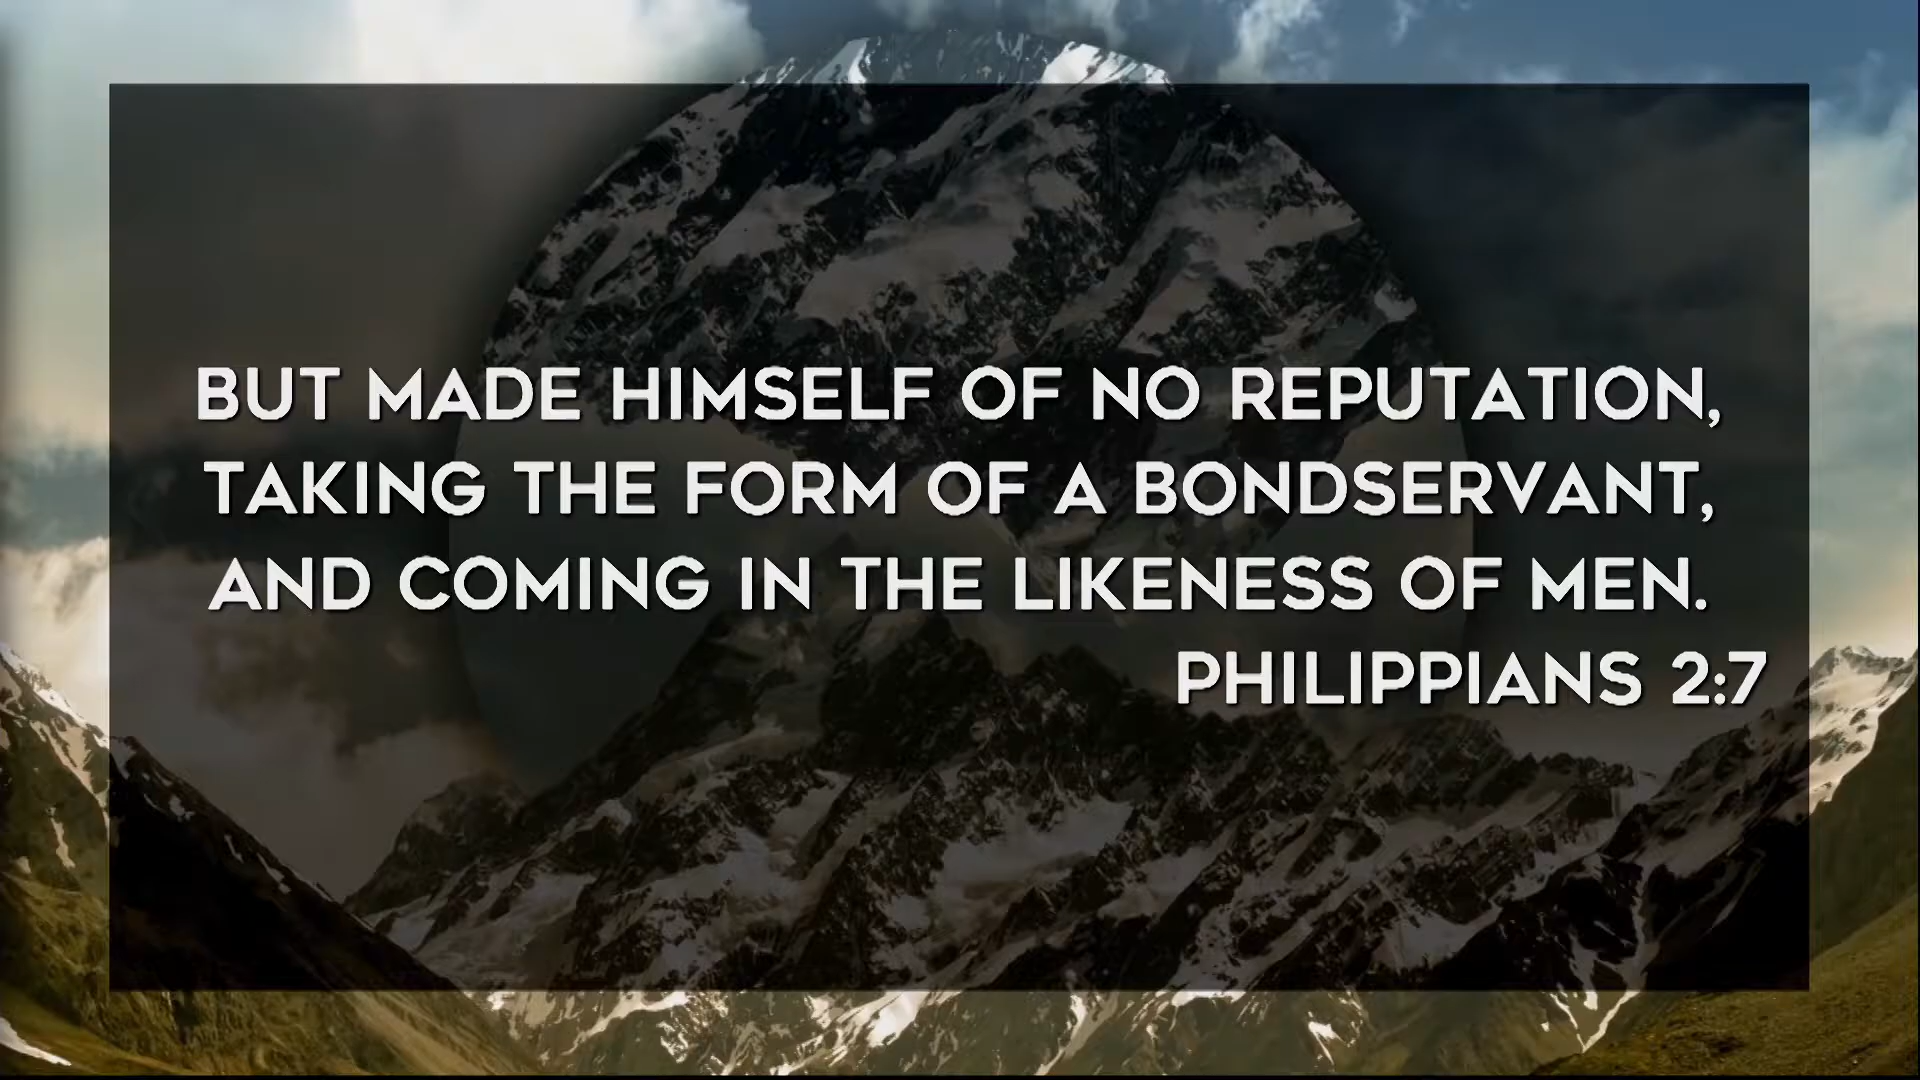 BUT MADE HIMSELF OF NO REPUTATION,
TAKING THE FORM OF A BONDSERVANT,
AND COMING IN THE LIKENESS OF MEN.
PHILIPPIANS 2:7